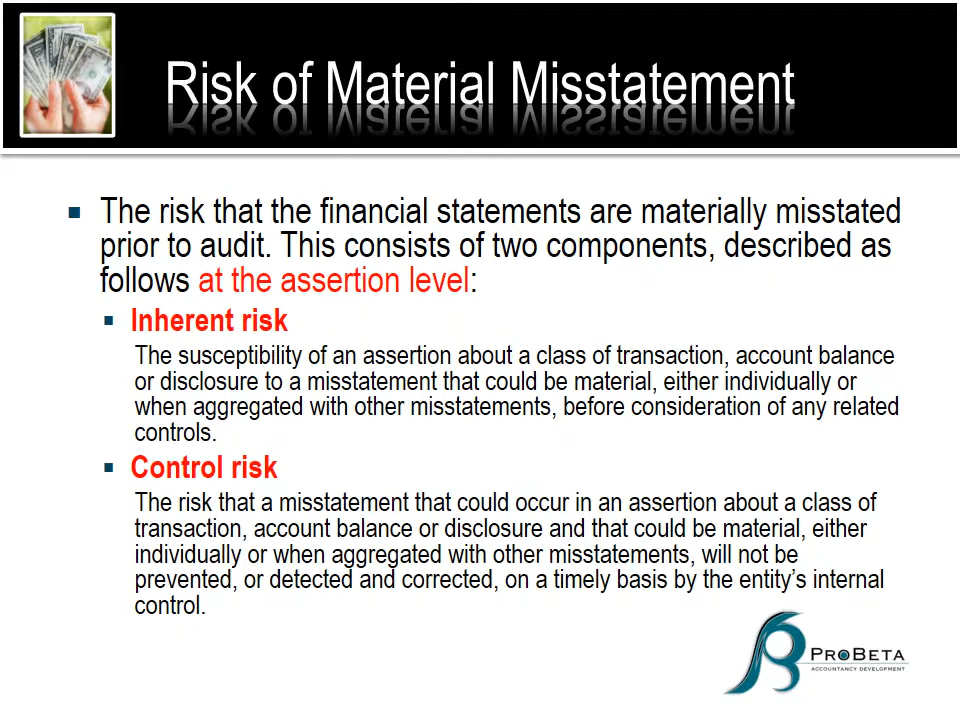 Risk of Material Misstatement
The risk that the financial statements are materially misstated
prior to audit. This consists of two components, described as
follows at the assertion level:
Inherent risk
The susceptibility of an assertion about a class of transaction, account balance
or disclosure to a misstatement that could be material, either individually or
when aggregated with other misstatements, before consideration of any related
controls.
Control risk
The risk that a misstatement that could occur in an assertion about a class of
transaction, account balance or disclosure and that could be material, either
individually or when aggregated with other misstatements, will not be
prevented, or detected and corrected, on a timely basis by the entity’s internal
control.
PROBETA
ACCOUNTANCY DEVELOPMENT